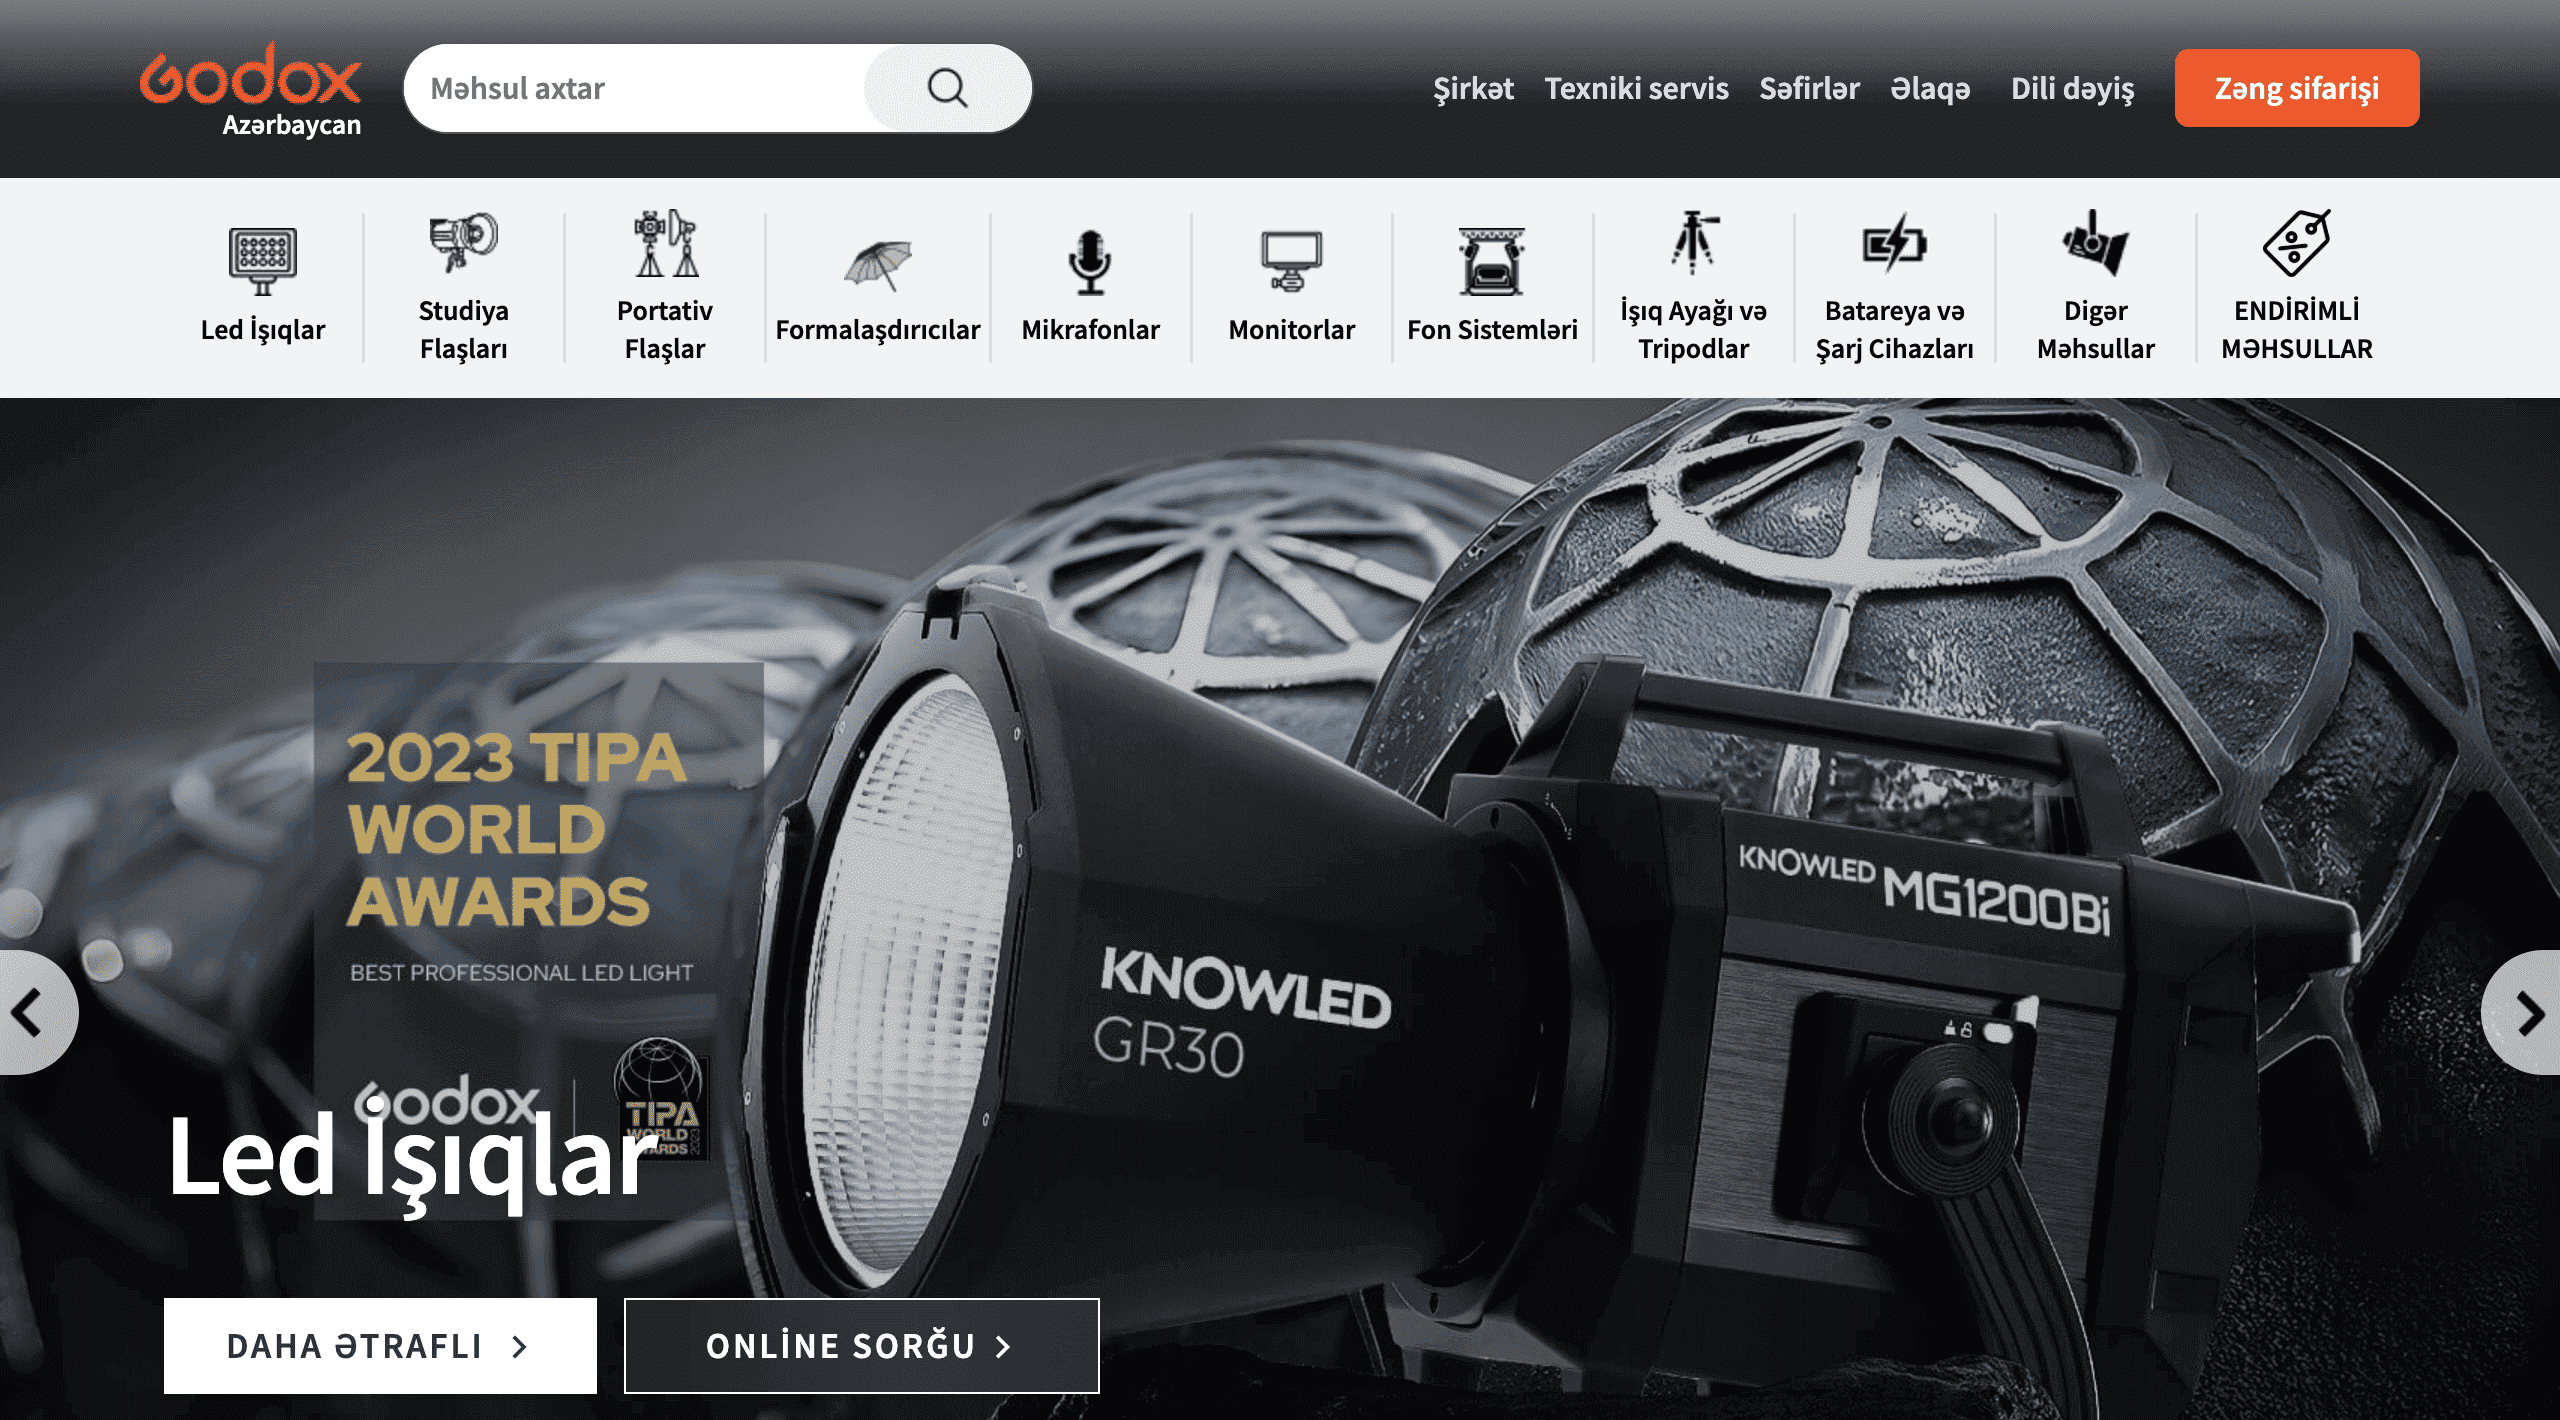 Godox
Azərbaycan
Məhsul axtar
Şirkət
Texniki servis
Səfirlər
Əlaqə
Dili dəyiş
Zəng sifarişi
Led İşıqlar
Studiya
Flaşları
Portativ
Flaşlar
Formalaşdırıcılar
Mikrafonlar
Monitorlar
Fon Sistemləri
İşıq Ayağı və
Tripodlar
Batareya və
Şarj Cihazları
Digər
Məhsullar
ENDİRİMLİ
MƏHSULLAR
2023 TIPA
WORLD
AWARDS
BEST PROFESSIONAL LED LIGHT
Godox
TIPA
WORLD
AWARDS
2023
KNOWLED
GR30
KNOWLED MG1200Bi
Led İşıqlar
DAHA ƏTRAFLI
ONLİNE SORĞU